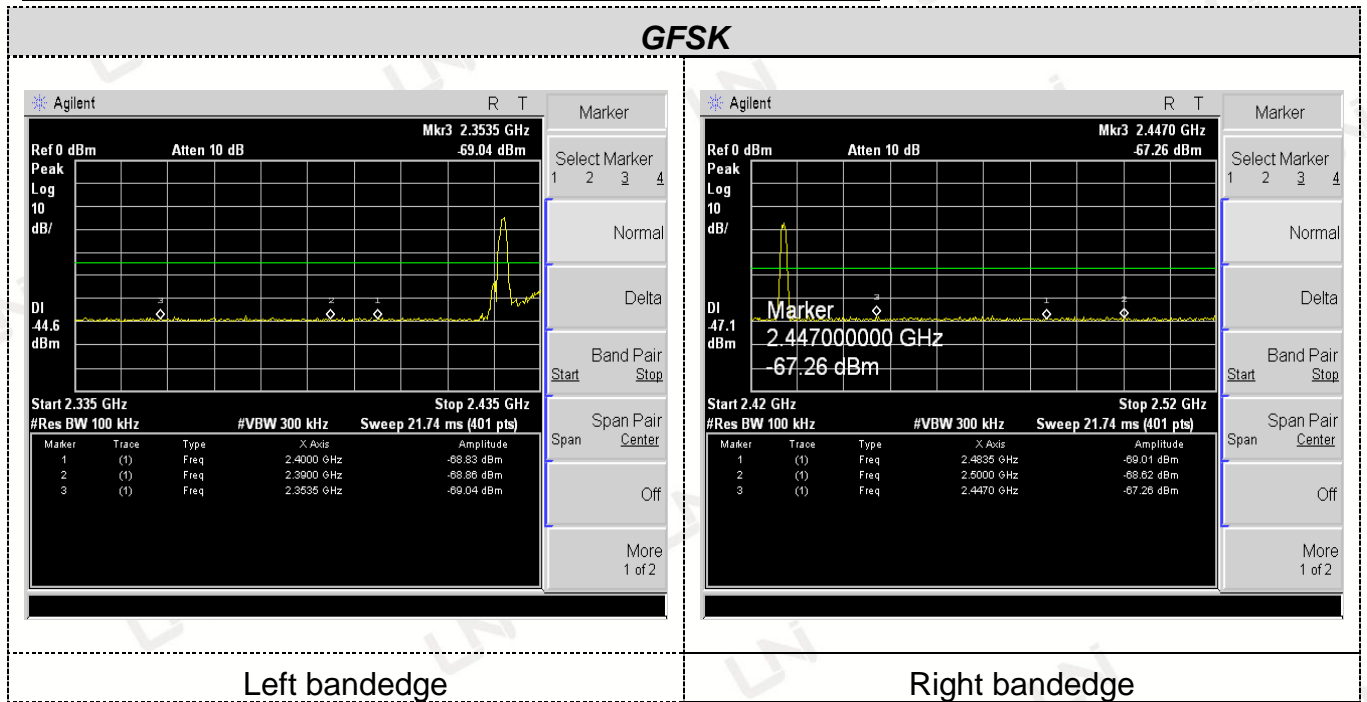 GFSK
Agilent R T
Mkr3 2.3535 GHz
Ref 0 dBm Atten 10 dB -69.04 dBm
Peak
Log
10
dB/
DI
-44.6
dBm
3 2 1
Start 2.335 GHz Stop 2.435 GHz
#Res BW 100 kHz #VBW 300 kHz Sweep 21.74 ms (401 pts)
Marker Trace Type X Axis Amplitude
1 (1) Freq 2.4000 GHz -68.83 dBm
2 (1) Freq 2.3900 GHz -68.86 dBm
3 (1) Freq 2.3535 GHz -69.04 dBm
Marker
Select Marker
1 2 3 4
Normal
Delta
Band Pair
Start Stop
Span Pair
Span Center
Off
More
1 of 2
Agilent R T
Mkr3 2.4470 GHz
Ref 0 dBm Atten 10 dB -67.26 dBm
Peak
Log
10
dB/
DI
-47.1
dBm
3 1 2
Marker
2.447000000 GHz
-67.26 dBm
Start 2.42 GHz Stop 2.52 GHz
#Res BW 100 kHz #VBW 300 kHz Sweep 21.74 ms (401 pts)
Marker Trace Type X Axis Amplitude
1 (1) Freq 2.4835 GHz -69.01 dBm
2 (1) Freq 2.5000 GHz -68.62 dBm
3 (1) Freq 2.4470 GHz -67.26 dBm
Marker
Select Marker
1 2 3 4
Normal
Delta
Band Pair
Start Stop
Span Pair
Span Center
Off
More
1 of 2
Left bandedge
Right bandedge